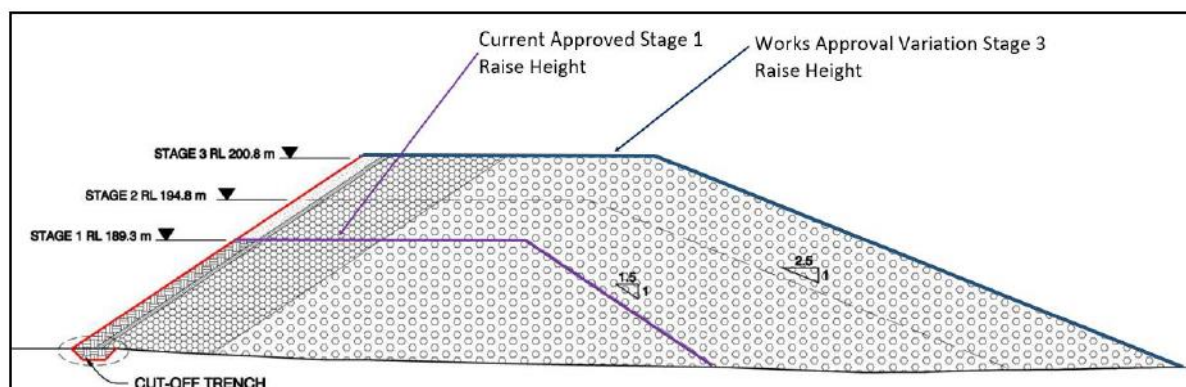 Current Approved Stage 1
Raise Height
Works Approval Variation Stage 3
Raise Height
STAGE 3 RL 200.8 m
STAGE 2 RL 194.8 m
STAGE 1 RL 189.3 m
1.5
1
2.5
1
CUT-OFF TRENCH